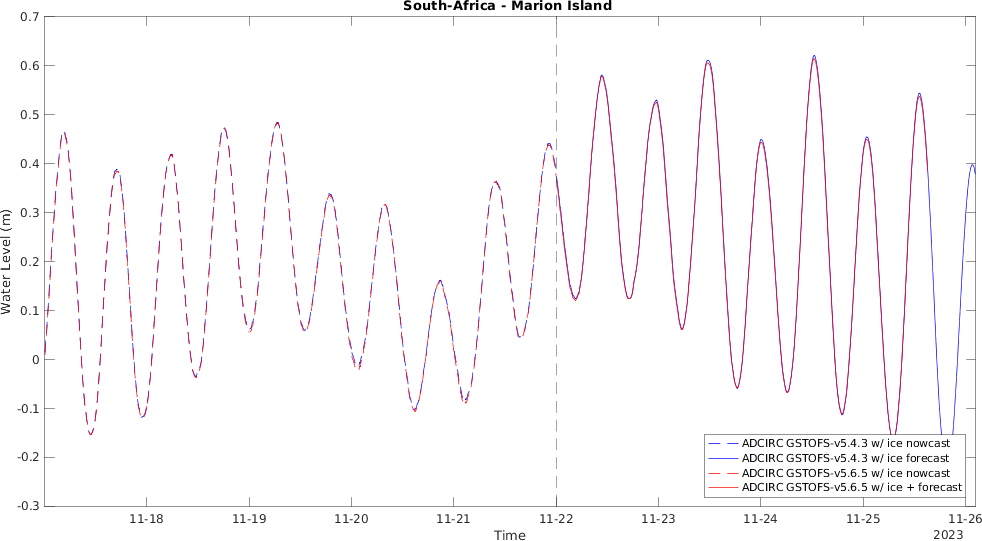 South-Africa - Marion Island
0.7
0.6
0.5
0.4
0.3
0.2
0.1
0
-0.1
-0.2
-0.3
Water Level (m)
ADCIRC GSTOFS-v5.4.3 w/ ice nowcast
ADCIRC GSTOFS-v5.4.3 w/ ice forecast
ADCIRC GSTOFS-v5.6.5 w/ ice nowcast
ADCIRC GSTOFS-v5.6.5 w/ ice + forecast
11-18 11-19 11-20 11-21 11-22 11-23 11-24 11-25 11-26
Time
2023